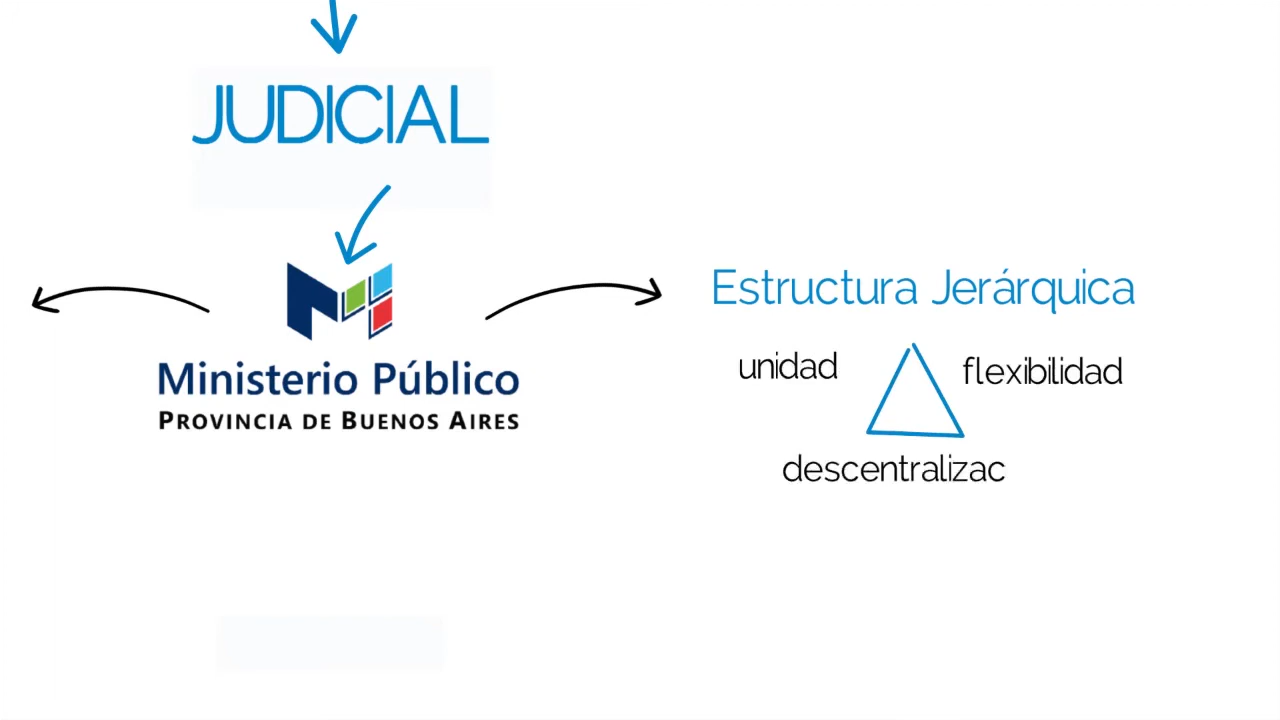 JUDICIAL
Ministerio Público
PROVINCIA DE BUENOS AIRES
Estructura Jerárquica
unidad
flexibilidad
descentralizac